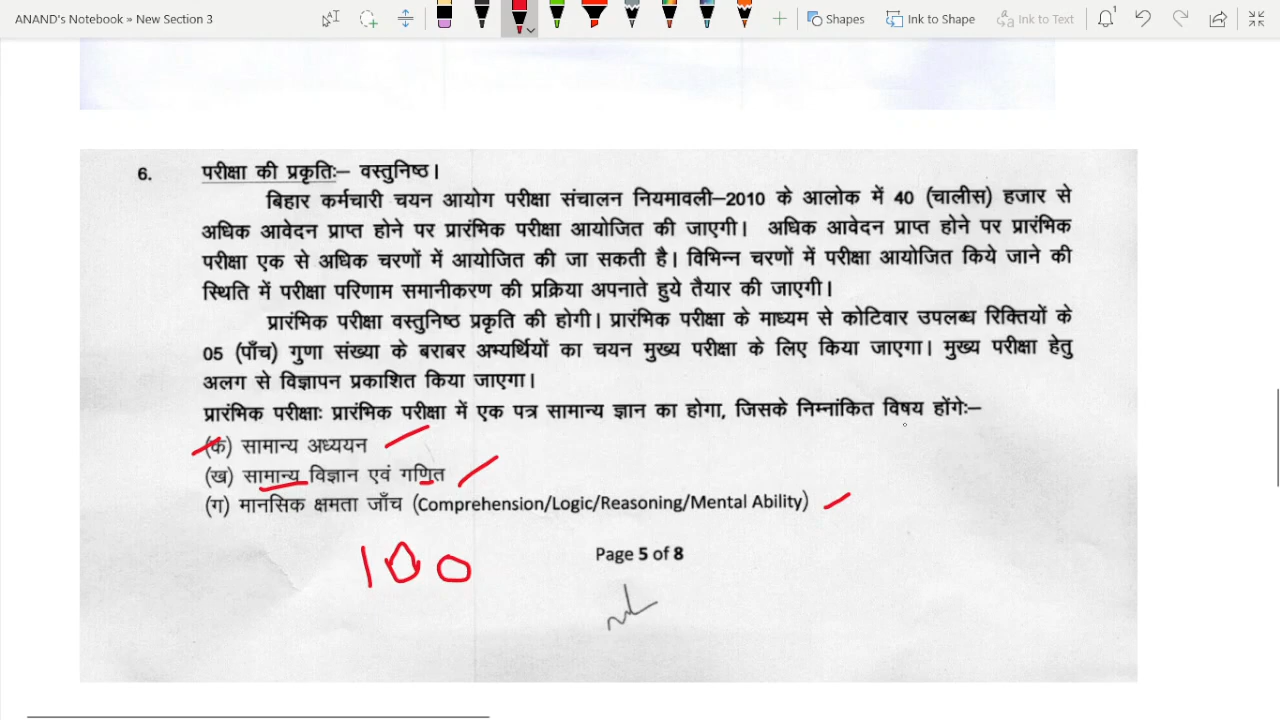 ANAND's Notebook » New Section 3
Shapes
Ink to Shape
Ink to Text
1
6. परीक्षा की प्रकृतिः– वस्तुनिष्ठ।
बिहार कर्मचारी चयन आयोग परीक्षा संचालन नियमावली–2010 के आलोक में 40 (चालीस) हजार से
अधिक आवेदन प्राप्त होने पर प्रारंभिक परीक्षा आयोजित की जाएगी। अधिक आवेदन प्राप्त होने पर प्रारंभिक
परीक्षा एक से अधिक चरणों में आयोजित की जा सकती है। विभिन्न चरणों में परीक्षा आयोजित किये जाने की
स्थिति में परीक्षा परिणाम समानीकरण की प्रक्रिया अपनाते हुये तैयार की जाएगी।
प्रारंभिक परीक्षा वस्तुनिष्ठ प्रकृति की होगी। प्रारंभिक परीक्षा के माध्यम से कोटिवार उपलब्ध रिक्तियों के
05 (पाँच) गुणा संख्या के बराबर अभ्यर्थियों का चयन मुख्य परीक्षा के लिए किया जाएगा। मुख्य परीक्षा हेतु
अलग से विज्ञापन प्रकाशित किया जाएगा।
प्रारंभिक परीक्षाः प्रारंभिक परीक्षा में एक पत्र सामान्य ज्ञान का होगा, जिसके निम्नांकित विषय होंगेः–
(क) सामान्य अध्ययन
(ख) सामान्य विज्ञान एवं गणित
(ग) मानसिक क्षमता जाँच (Comprehension/Logic/Reasoning/Mental Ability)
100
Page 5 of 8